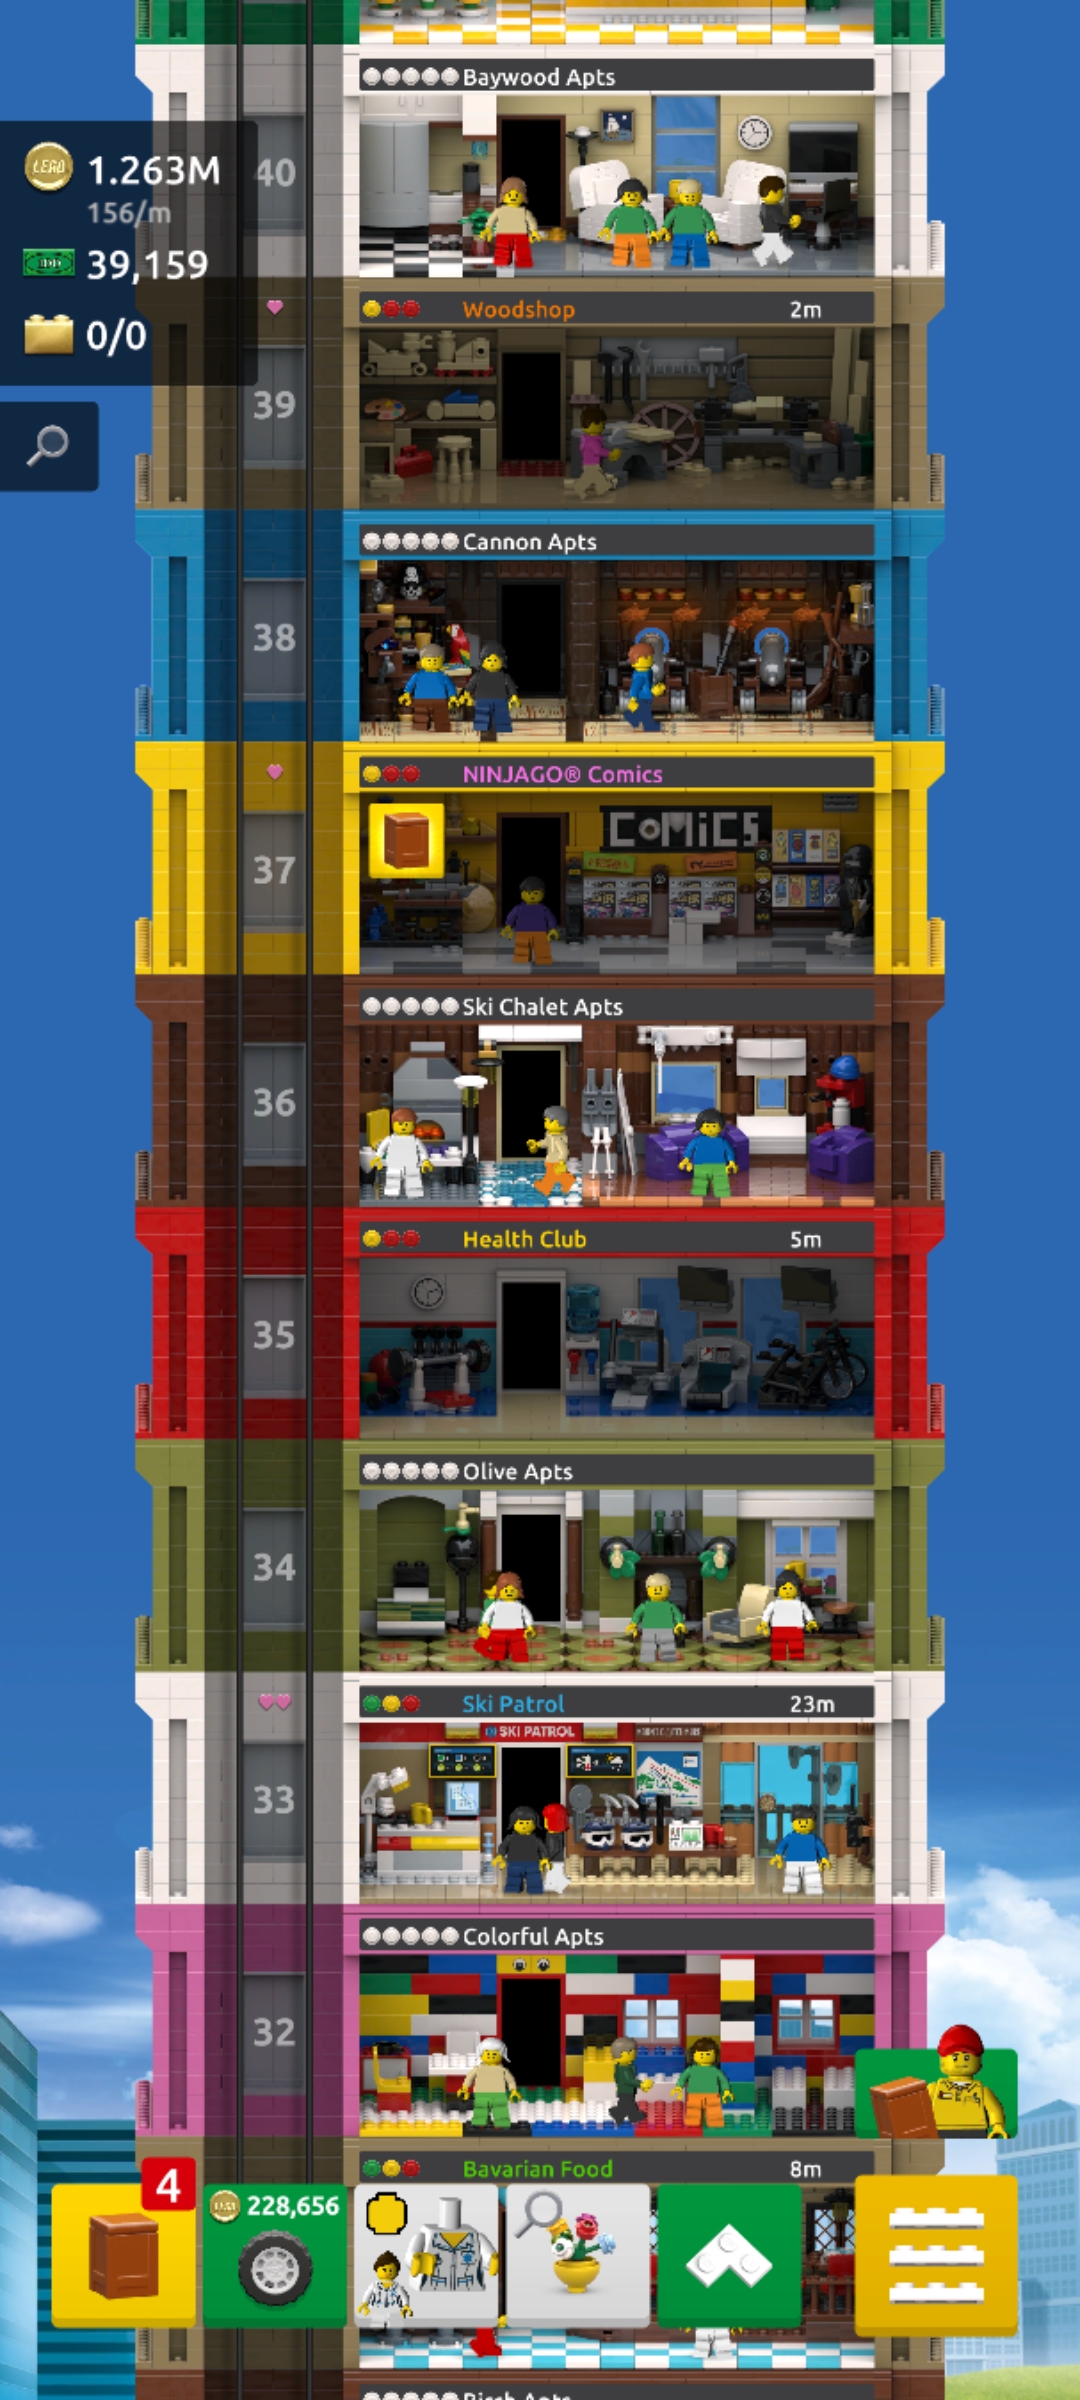 Baywood Apts
LEGO 1.263M
156/m
40
39,159
0/0
Woodshop 2m
39
Cannon Apts
38
NINJAGO® Comics
COMiCS
37
Ski Chalet Apts
36
Health Club 5m
35
Olive Apts
34
Ski Patrol 23m
SKI PATROL
33
Colorful Apts
32
Bavarian Food 8m
4
228,656
Birch Apts